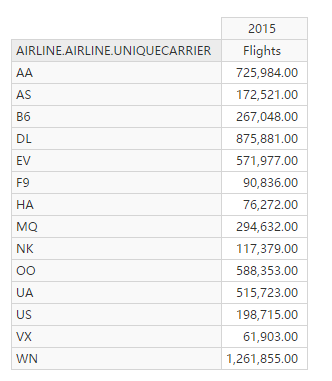 2015
AIRLINE.AIRLINE.UNIQUECARRIER Flights
AA 725,984.00
AS 172,521.00
B6 267,048.00
DL 875,881.00
EV 571,977.00
F9 90,836.00
HA 76,272.00
MQ 294,632.00
NK 117,379.00
OO 588,353.00
UA 515,723.00
US 198,715.00
VX 61,903.00
WN 1,261,855.00